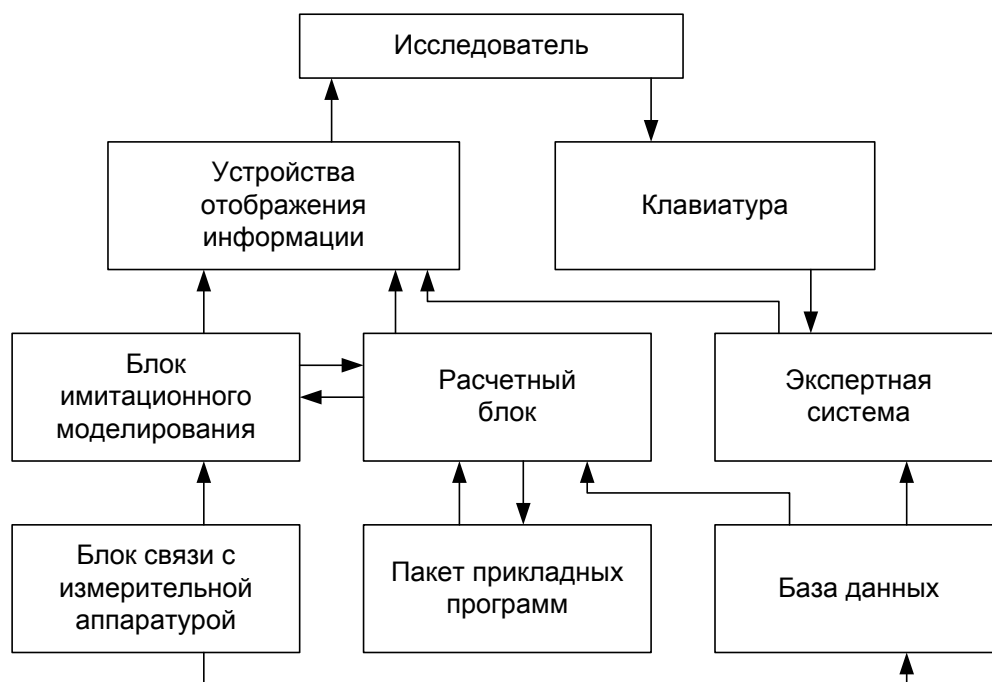 Исследователь
Устройства
отображения
информации
Клавиатура
Блок
имитационного
моделирования
Расчетный
блок
Экспертная
система
Блок связи с
измерительной
аппаратурой
Пакет прикладных
программ
База данных